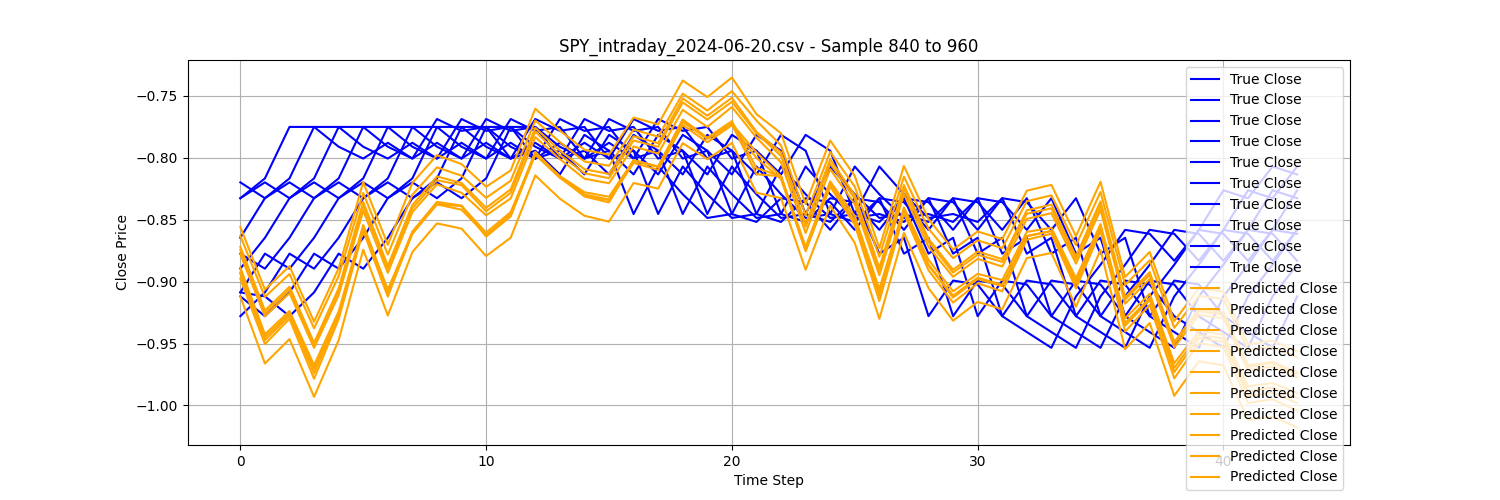 SPY_intraday_2024-06-20.csv - Sample 840 to 960
Close Price
−0.75
−0.80
−0.85
−0.90
−0.95
−1.00
0
10
20
30
40
Time Step
True Close
True Close
True Close
True Close
True Close
True Close
True Close
True Close
True Close
True Close
Predicted Close
Predicted Close
Predicted Close
Predicted Close
Predicted Close
Predicted Close
Predicted Close
Predicted Close
Predicted Close
Predicted Close